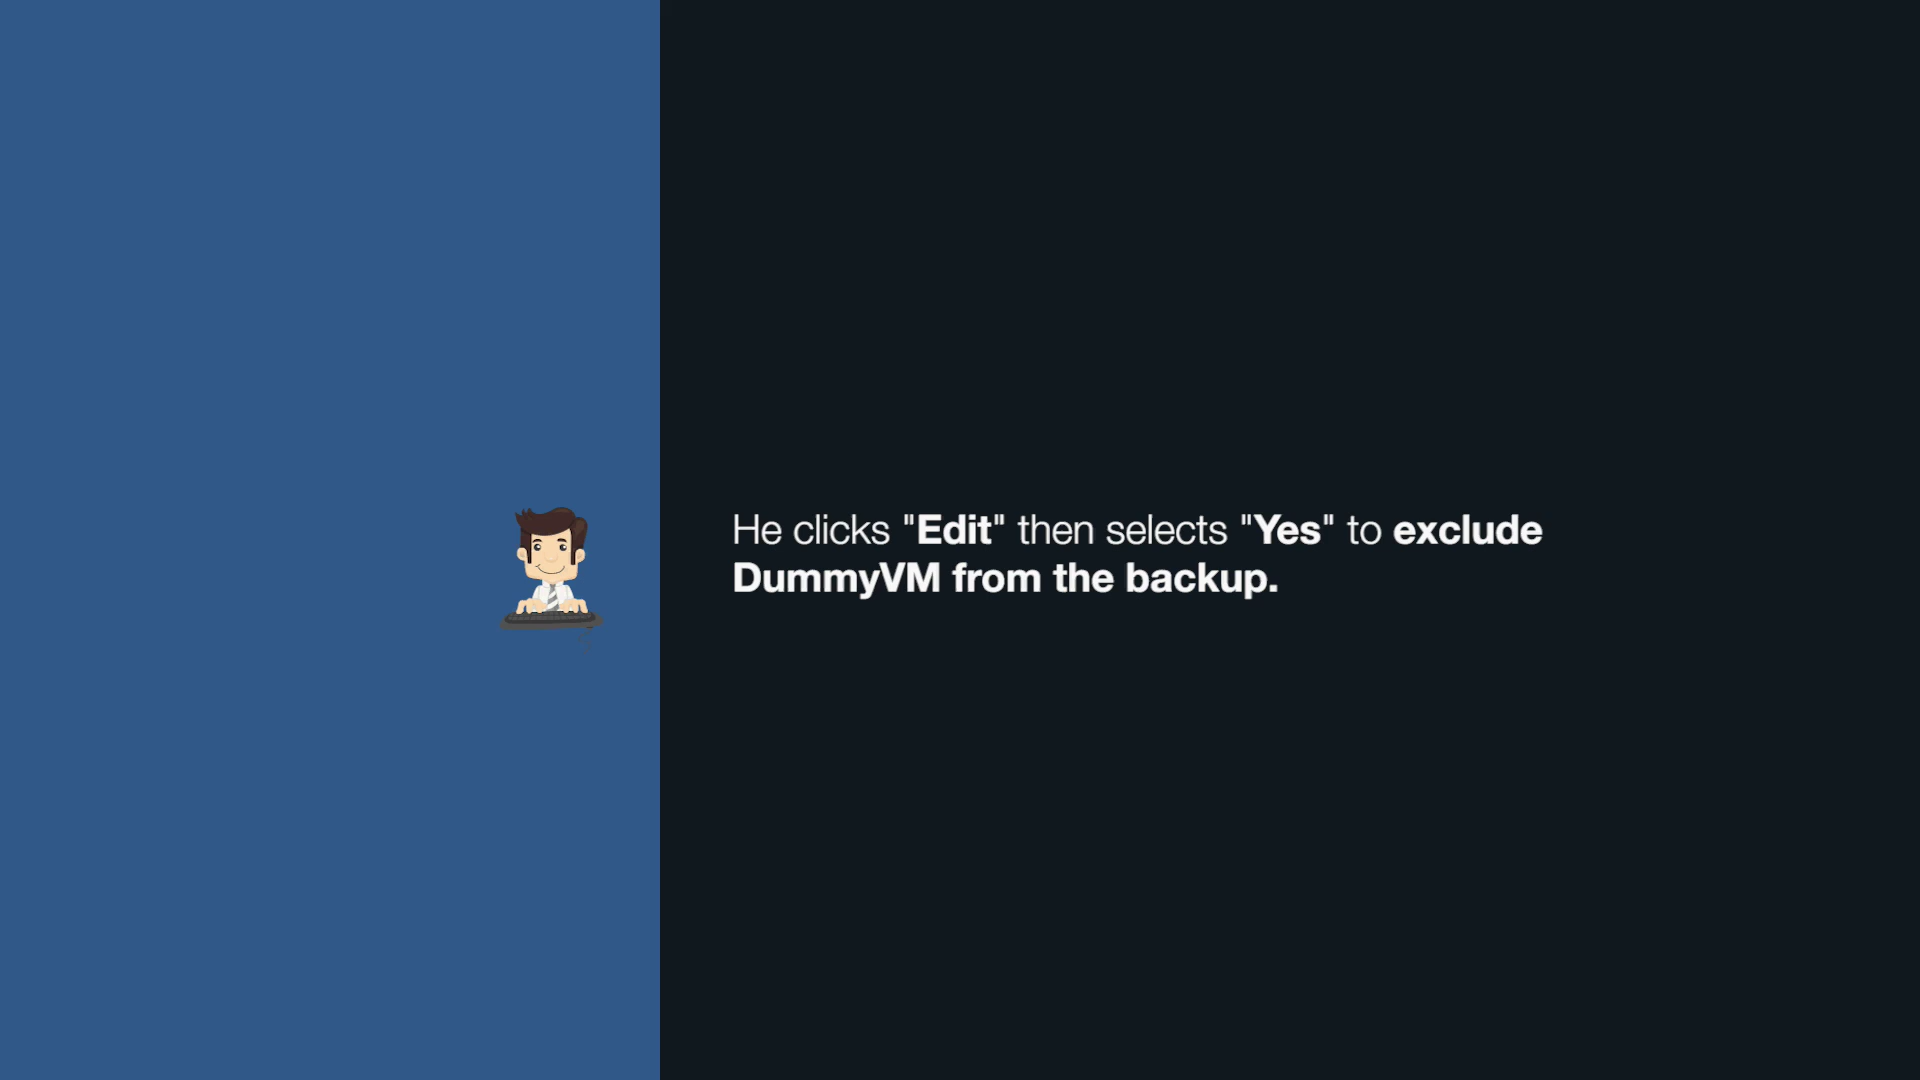 He clicks "Edit" then selects "Yes" to exclude
DummyVM from the backup.